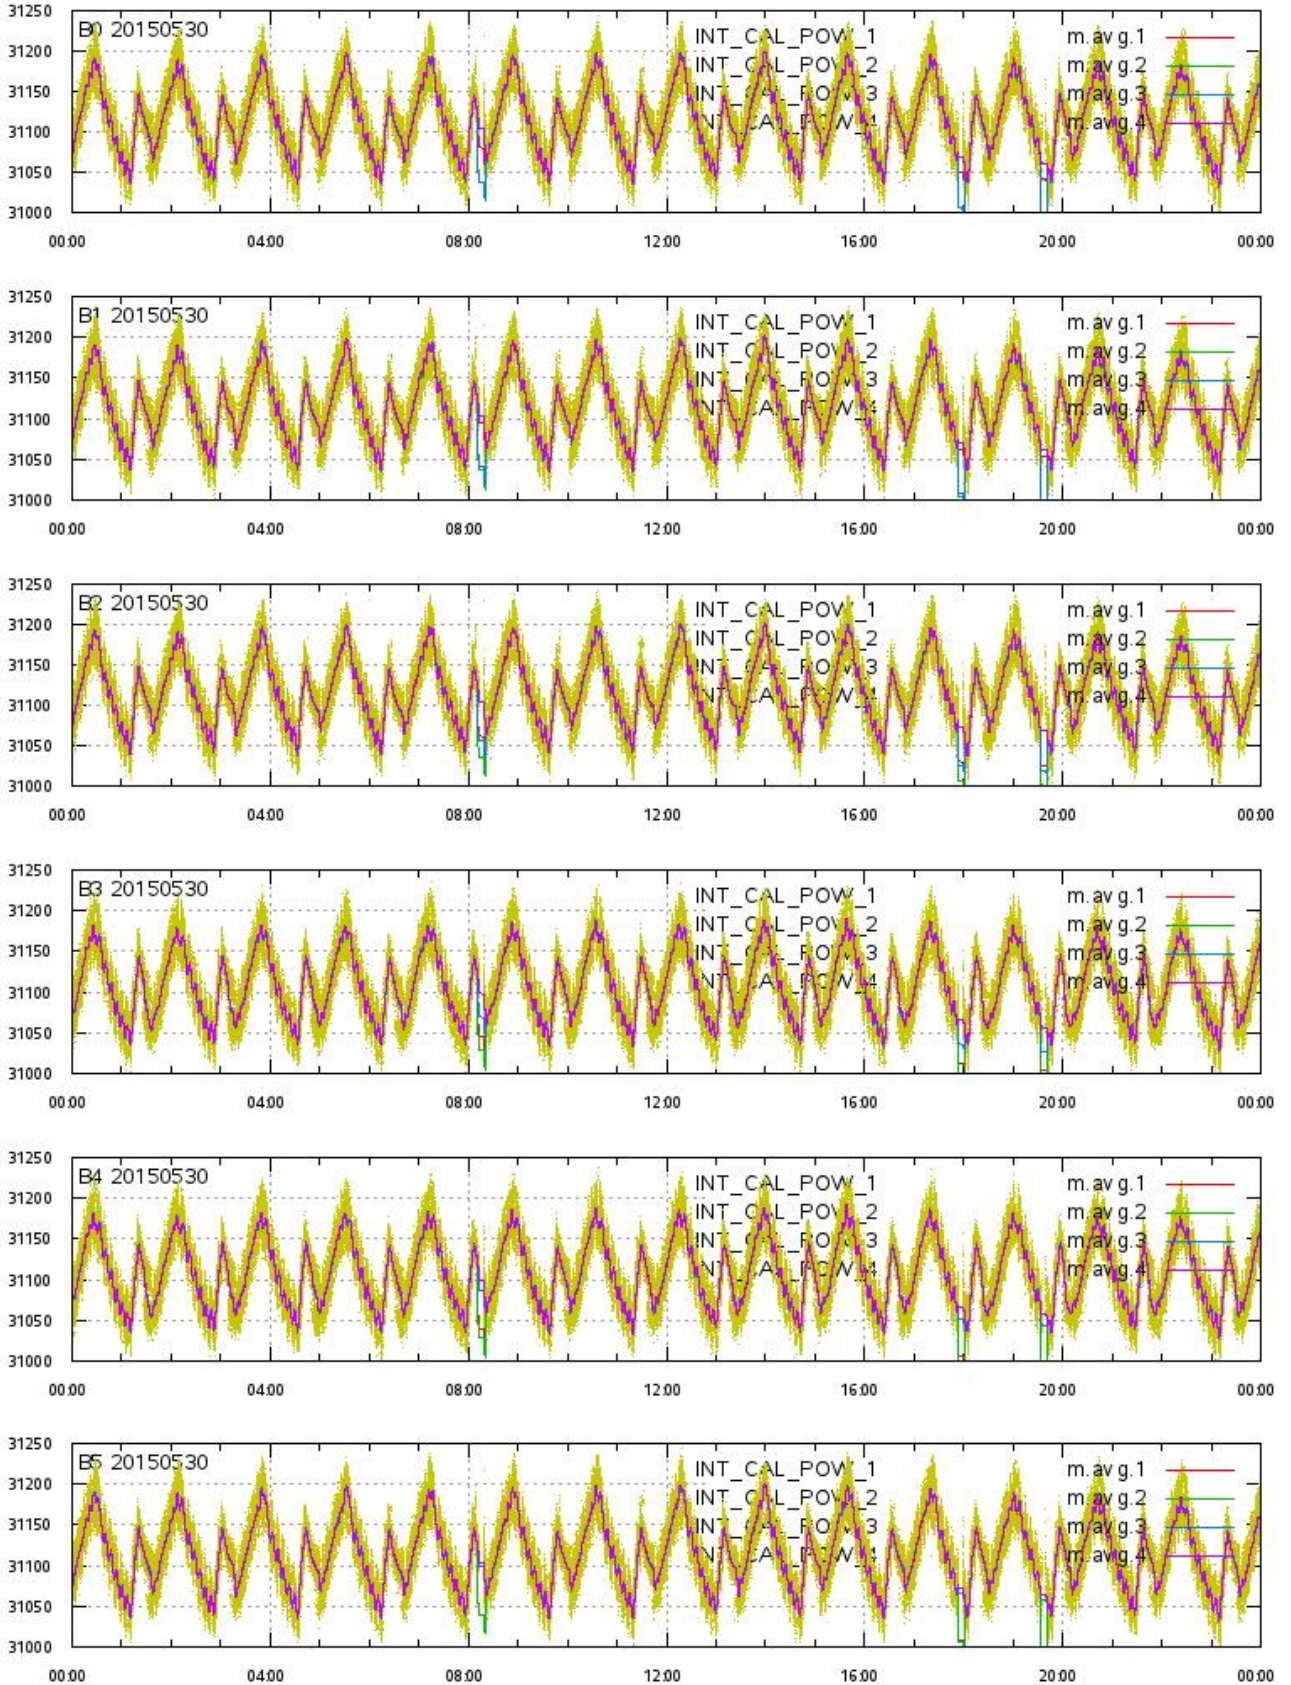 31250
B0 20150530 INT_CAL_POW_1 m.avg.1
31200
INT_CAL_POW_2 m.avg.2
31150
INT_CAL_POW_3 m.avg.3
31100
INT_CAL_POW_4 m.avg.4
31050
31000
00:00 04:00 08:00 12:00 16:00 20:00 00:00
31250
B1 20150530 INT_CAL_POW_1 m.avg.1
31200
INT_CAL_POW_2 m.avg.2
31150
INT_CAL_POW_3 m.avg.3
31100
INT_CAL_POW_4 m.avg.4
31050
31000
00:00 04:00 08:00 12:00 16:00 20:00 00:00
31250
B2 20150530 INT_CAL_POW_1 m.avg.1
31200
INT_CAL_POW_2 m.avg.2
31150
INT_CAL_POW_3 m.avg.3
31100
INT_CAL_POW_4 m.avg.4
31050
31000
00:00 04:00 08:00 12:00 16:00 20:00 00:00
31250
B3 20150530 INT_CAL_POW_1 m.avg.1
31200
INT_CAL_POW_2 m.avg.2
31150
INT_CAL_POW_3 m.avg.3
31100
INT_CAL_POW_4 m.avg.4
31050
31000
00:00 04:00 08:00 12:00 16:00 20:00 00:00
31250
B4 20150530 INT_CAL_POW_1 m.avg.1
31200
INT_CAL_POW_2 m.avg.2
31150
INT_CAL_POW_3 m.avg.3
31100
INT_CAL_POW_4 m.avg.4
31050
31000
00:00 04:00 08:00 12:00 16:00 20:00 00:00
31250
B5 20150530 INT_CAL_POW_1 m.avg.1
31200
INT_CAL_POW_2 m.avg.2
31150
INT_CAL_POW_3 m.avg.3
31100
INT_CAL_POW_4 m.avg.4
31050
31000
00:00 04:00 08:00 12:00 16:00 20:00 00:00